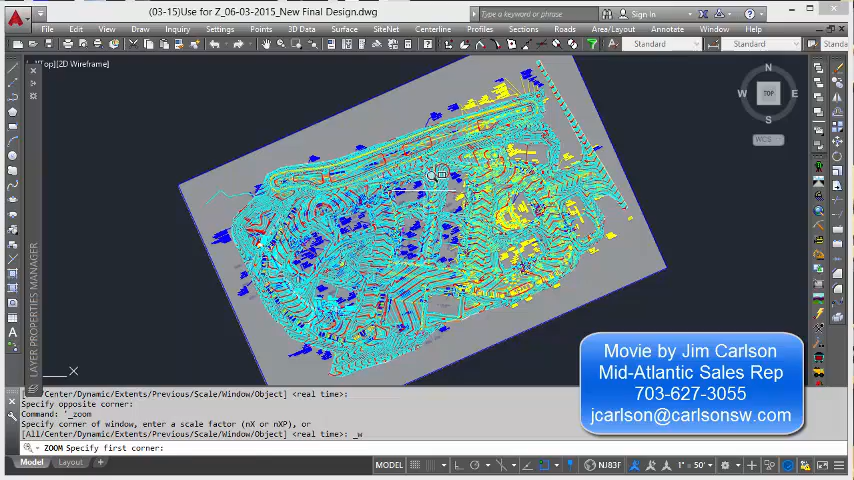 (03-15)Use for Z_06-03-2015_New Final Design.dwg
Type a keyword or phrase
Sign In
Edit View Draw Inquiry Settings Points 3D Data Surface SiteNet Centerline Profiles Sections Road Area/Layout Annotate Window Help
Standard Standard Standa
Top][2D Wireframe]
N
W TOP E
S
WCS
LAYER PROPERTIES MANAGER
X
Movie by Jim Carlson
Mid-Atlantic Sales Rep
703-627-3055
jcarlson@carlsonsw.com
[All/Center/Dynamic/Extents/Previous/Scale/Window/Object] <real time>:
Specify opposite corner:
Command: '_zoom
Specify corner of window, enter a scale factor (nX or nXP), or
[All/Center/Dynamic/Extents/Previous/Scale/Window/Object] <real time>: _w
ZOOM Specify first corner:
Model Layout +
MODEL NJ83F 1" = 50'